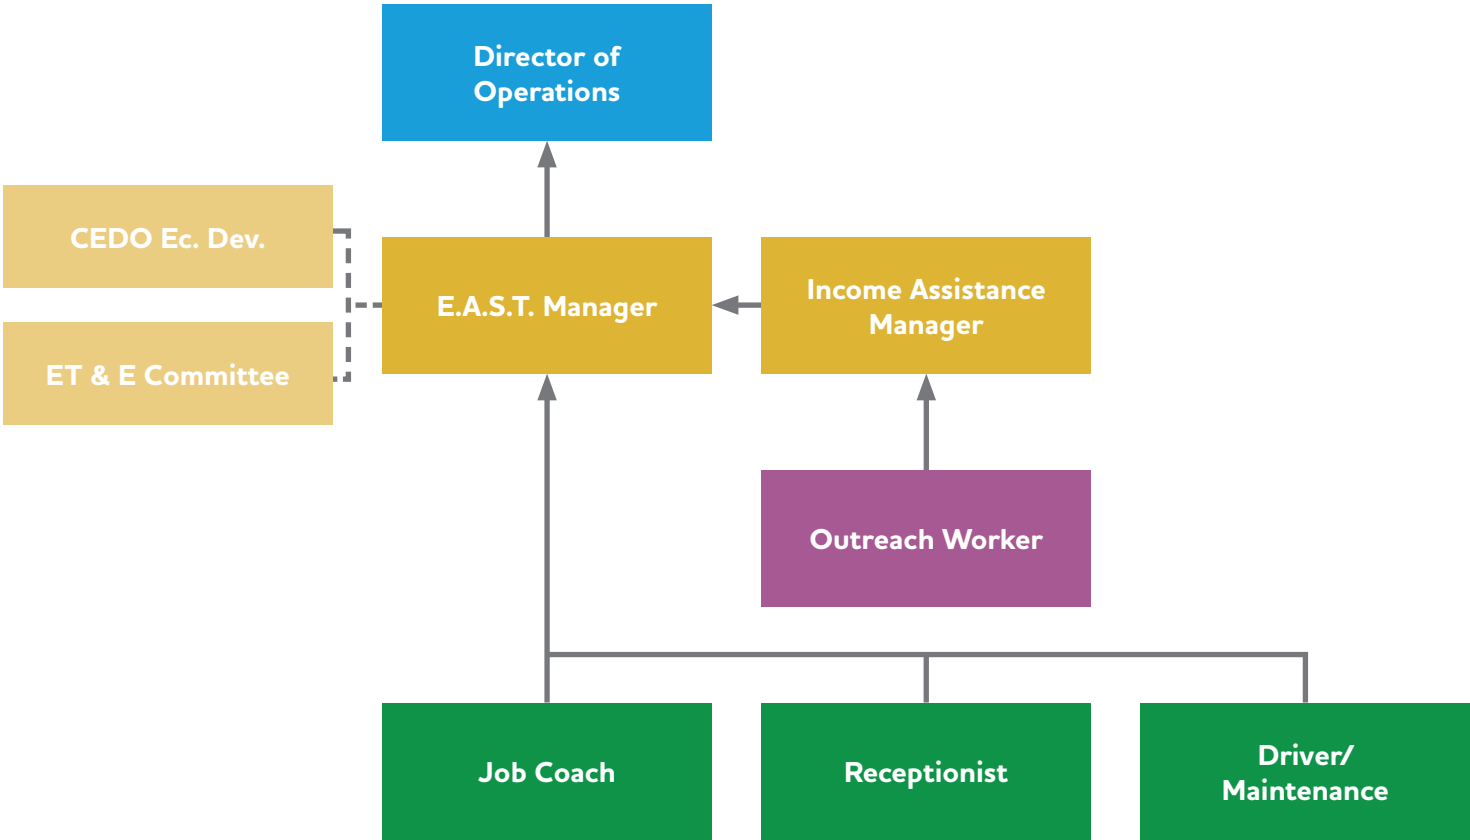 Director of
Operations
CEDO Ec. Dev.
E.A.S.T. Manager
Income Assistance
Manager
ET & E Committee
Outreach Worker
Job Coach
Receptionist
Driver/
Maintenance